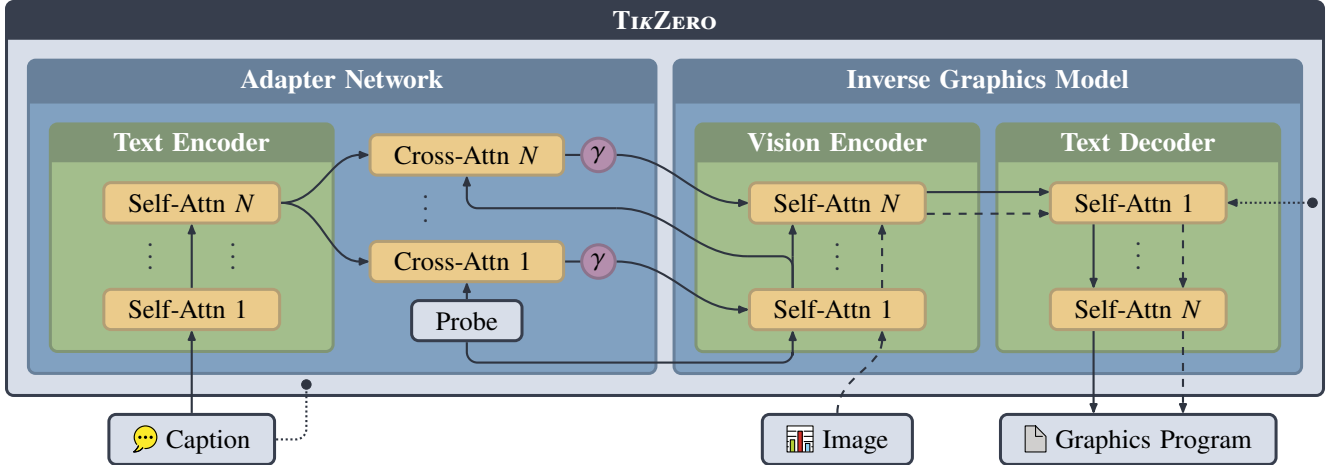 TIKZERO
Adapter Network
Inverse Graphics Model
Text Encoder
Cross-Attn N
γ
Vision Encoder
Text Decoder
Self-Attn N
Self-Attn N
Self-Attn 1
Cross-Attn 1
γ
Self-Attn 1
Probe
Self-Attn 1
Self-Attn N
Caption
Image
Graphics Program